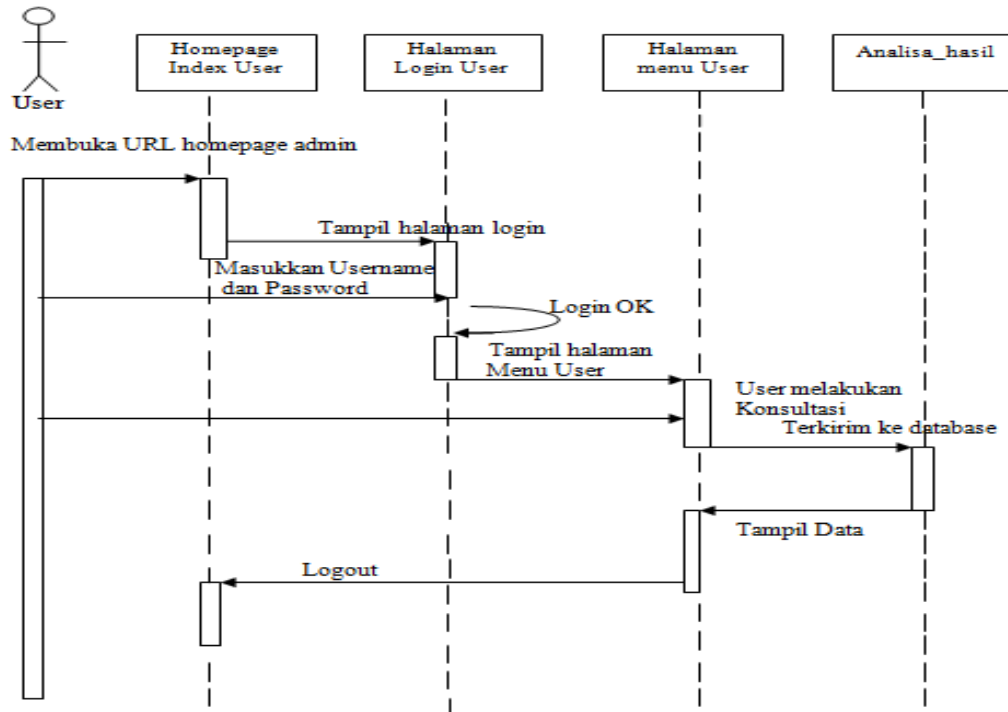 Homepage
Index User
Halaman
Login User
Halaman
menu User
Analisa_hasil
User
Membuka URL homepage admin
Tampil halaman login
Masukkan Username
dan Password
Login OK
Tampil halaman
Menu User
User melakukan
Konsultasi
Terkirim ke database
Tampil Data
Logout